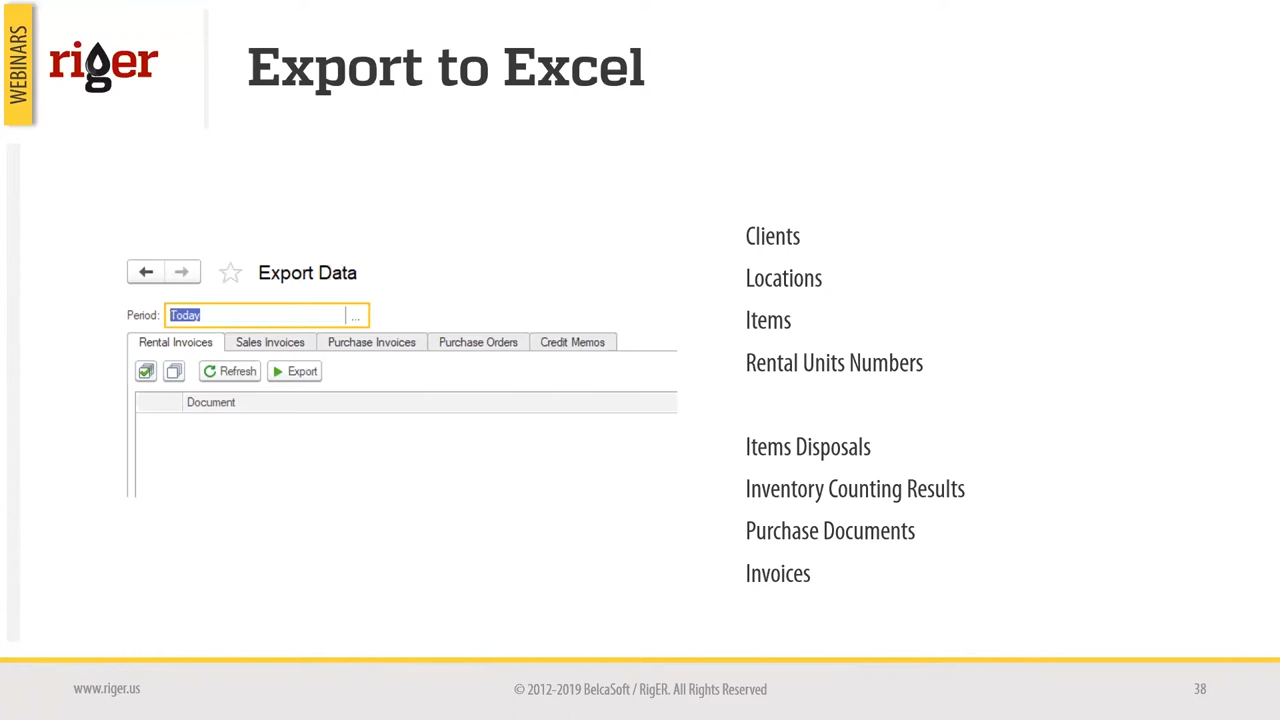 WEBINARS
riger
Export to Excel
Export Data
Period: Today ...
Rental Invoices Sales Invoices Purchase Invoices Purchase Orders Credit Memos
Refresh Export
Document
Clients
Locations
Items
Rental Units Numbers
Items Disposals
Inventory Counting Results
Purchase Documents
Invoices
www.riger.us © 2012-2019 BelcaSoft / RigER. All Rights Reserved 38